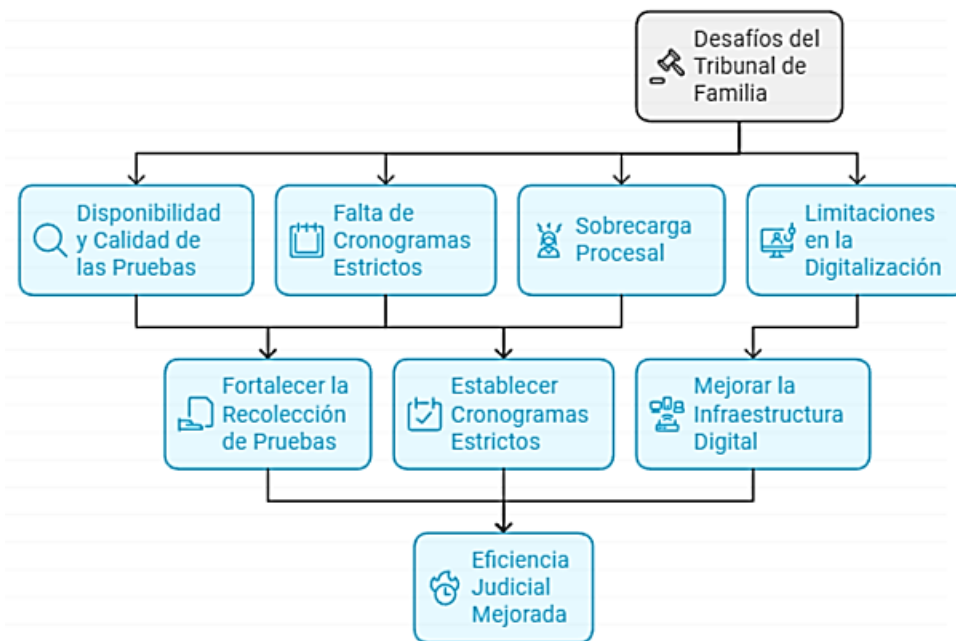 Desafíos del
Tribunal de
Familia
Disponibilidad
y Calidad de
las Pruebas
Falta de
Cronogramas
Estrictos
Sobrecarga
Procesal
Limitaciones
en la
Digitalización
Fortalecer la
Recolección
de Pruebas
Establecer
Cronogramas
Estrictos
Mejorar la
Infraestructura
Digital
Eficiencia
Judicial
Mejorada